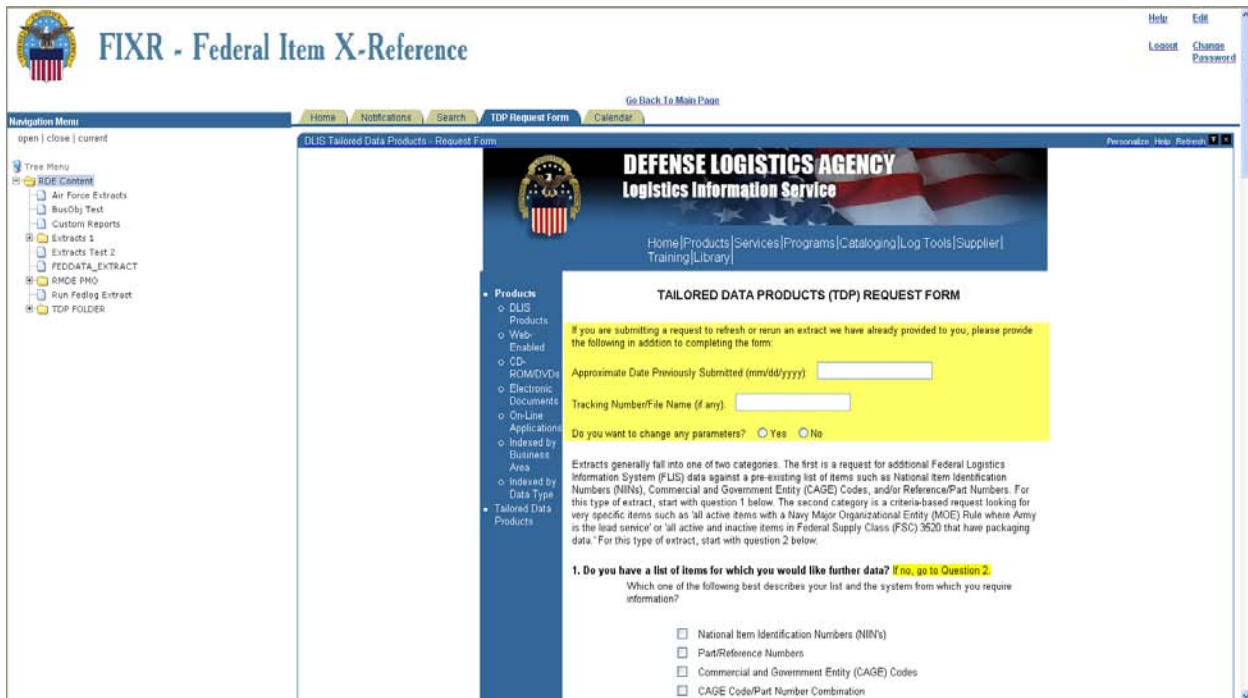 FIXR - Federal Item X-Reference
Help Edit
Logout Change
Password
Go Back To Main Page
Navigation Menu
open | close | current
Tree Menu
RDE Content
Air Force Extracts
BusObj Test
Custom Reports
Extracts 1
Extracts Test 2
FEDDATA_EXTRACT
RMDE PMO
Run Fedlog Extract
TDP FOLDER
Home Notifications Search TDP Request Form Calendar
DLIS Tailored Data Products - Request Form
Personalize Help Refresh
DEFENSE LOGISTICS AGENCY
Logistics Information Service
Home|Products|Services|Programs|Cataloging|Log Tools|Supplier|
Training|Library|
Products
DLIS
Products
Web-
Enabled
CD-
ROM/DVDs
Electronic
Documents
On-Line
Applications
Indexed by
Business
Area
Indexed by
Data Type
Tailored Data
Products
TAILORED DATA PRODUCTS (TDP) REQUEST FORM
If you are submitting a request to refresh or rerun an extract we have already provided to you, please provide
the following in addition to completing the form:
Approximate Date Previously Submitted (mm/dd/yyyy):
Tracking Number/File Name (if any):
Do you want to change any parameters? Yes No
Extracts generally fall into one of two categories. The first is a request for additional Federal Logistics
Information System (FLIS) data against a pre-existing list of items such as National Item Identification
Numbers (NIINs), Commercial and Government Entity (CAGE) Codes, and/or Reference/Part Numbers. For
this type of extract, start with question 1 below. The second category is a criteria-based request looking for
very specific items such as 'all active items with a Navy Major Organizational Entity (MOE) Rule where Army
is the lead service' or 'all active and inactive items in Federal Supply Class (FSC) 3520 that have packaging
data.' For this type of extract, start with question 2 below.
1. Do you have a list of items for which you would like further data? If no, go to Question 2.
Which one of the following best describes your list and the system from which you require
information?
National Item Identification Numbers (NIIN's)
Part/Reference Numbers
Commercial and Government Entity (CAGE) Codes
CAGE Code/Part Number Combination